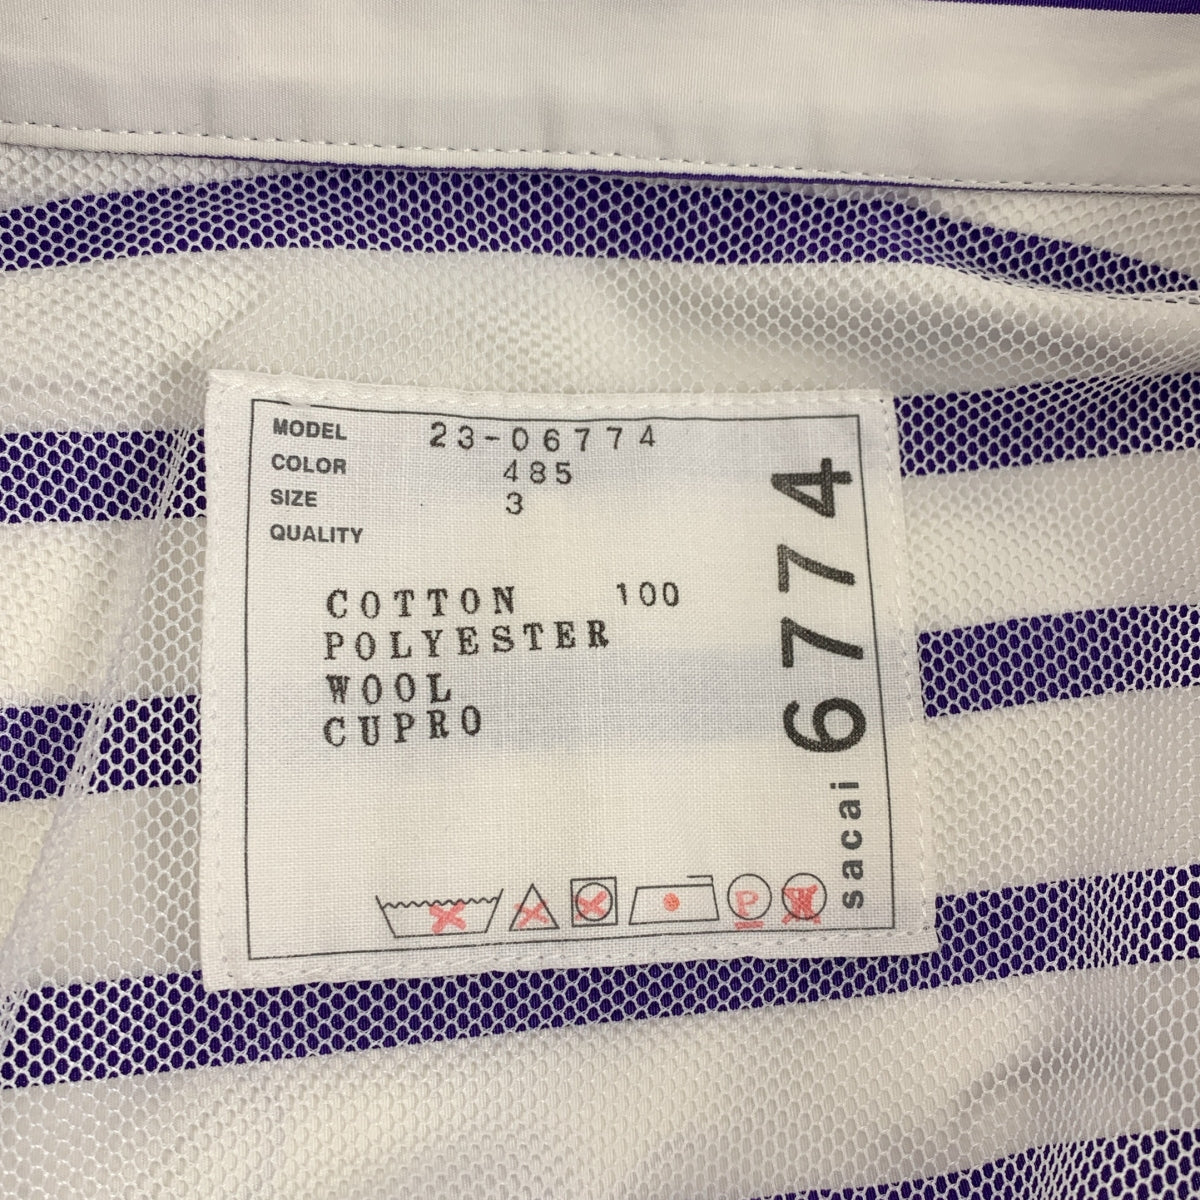 MODEL 23-06774
COLOR 485
SIZE 3
QUALITY
COTTON 100
POLYESTER
WOOL
CUPRO
P
W
sacai 6774